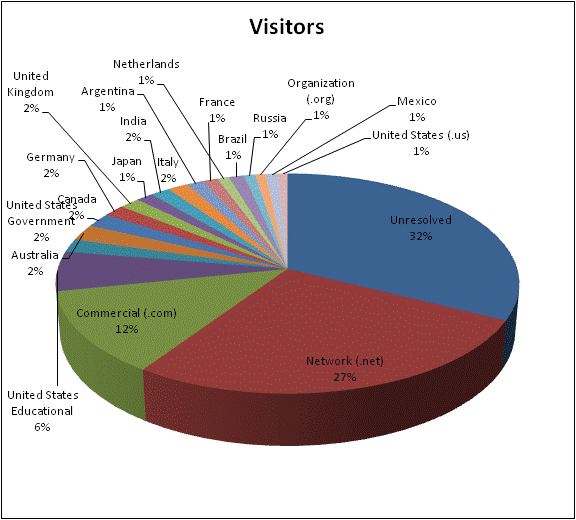 Visitors
Netherlands
1%
United
Kingdom
2%
Argentina
1%
Organization
(.org)
1%
France
1%
Mexico
1%
India
2%
Russia
1%
United States (.us)
1%
Brazil
1%
Germany
2%
Japan
1%
Italy
2%
Canada
2%
United States
Government
2%
Australia
2%
Unresolved
32%
Commercial (.com)
12%
Network (.net)
27%
United States
Educational
6%